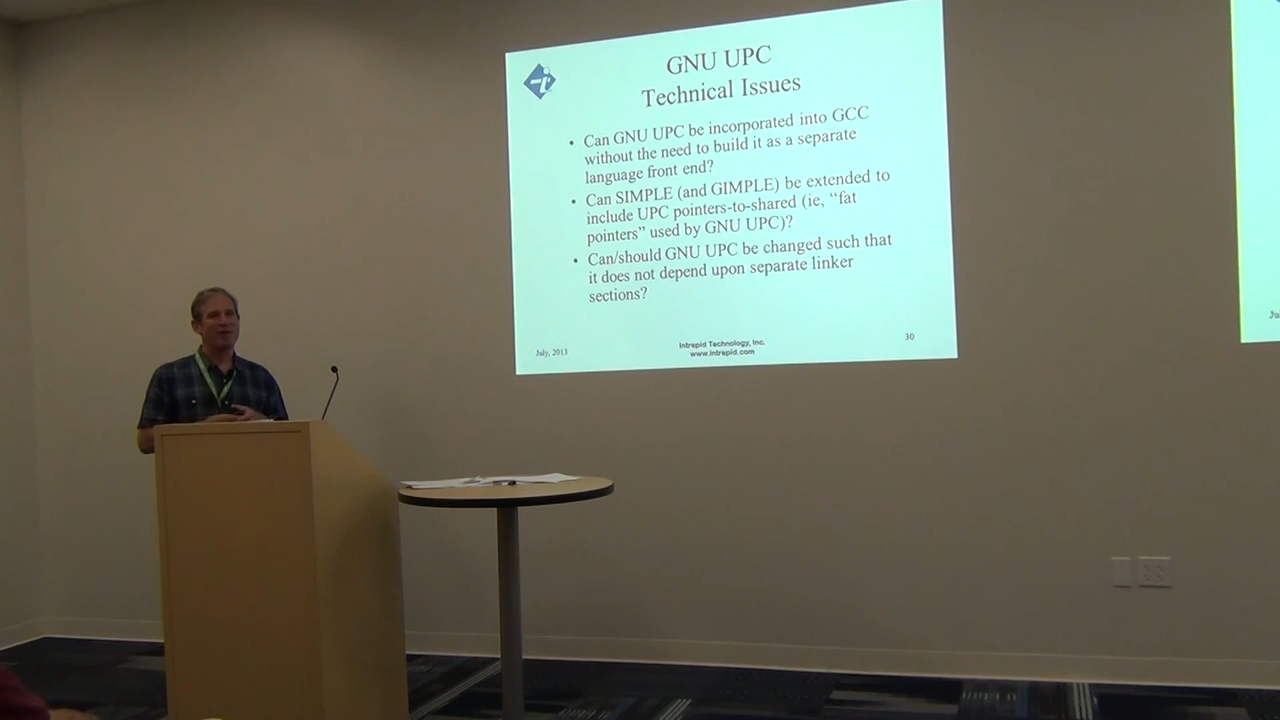 GNU UPC
Technical Issues
• Can GNU UPC be incorporated into GCC
without the need to build it as a separate
language front end?
• Can SIMPLE (and GIMPLE) be extended to
include UPC pointers-to-shared (ie, “fat
pointers” used by GNU UPC)?
• Can/should GNU UPC be changed such that
it does not depend upon separate linker
sections?
July, 2013
Intrepid Technology, Inc.
www.intrepid.com
30